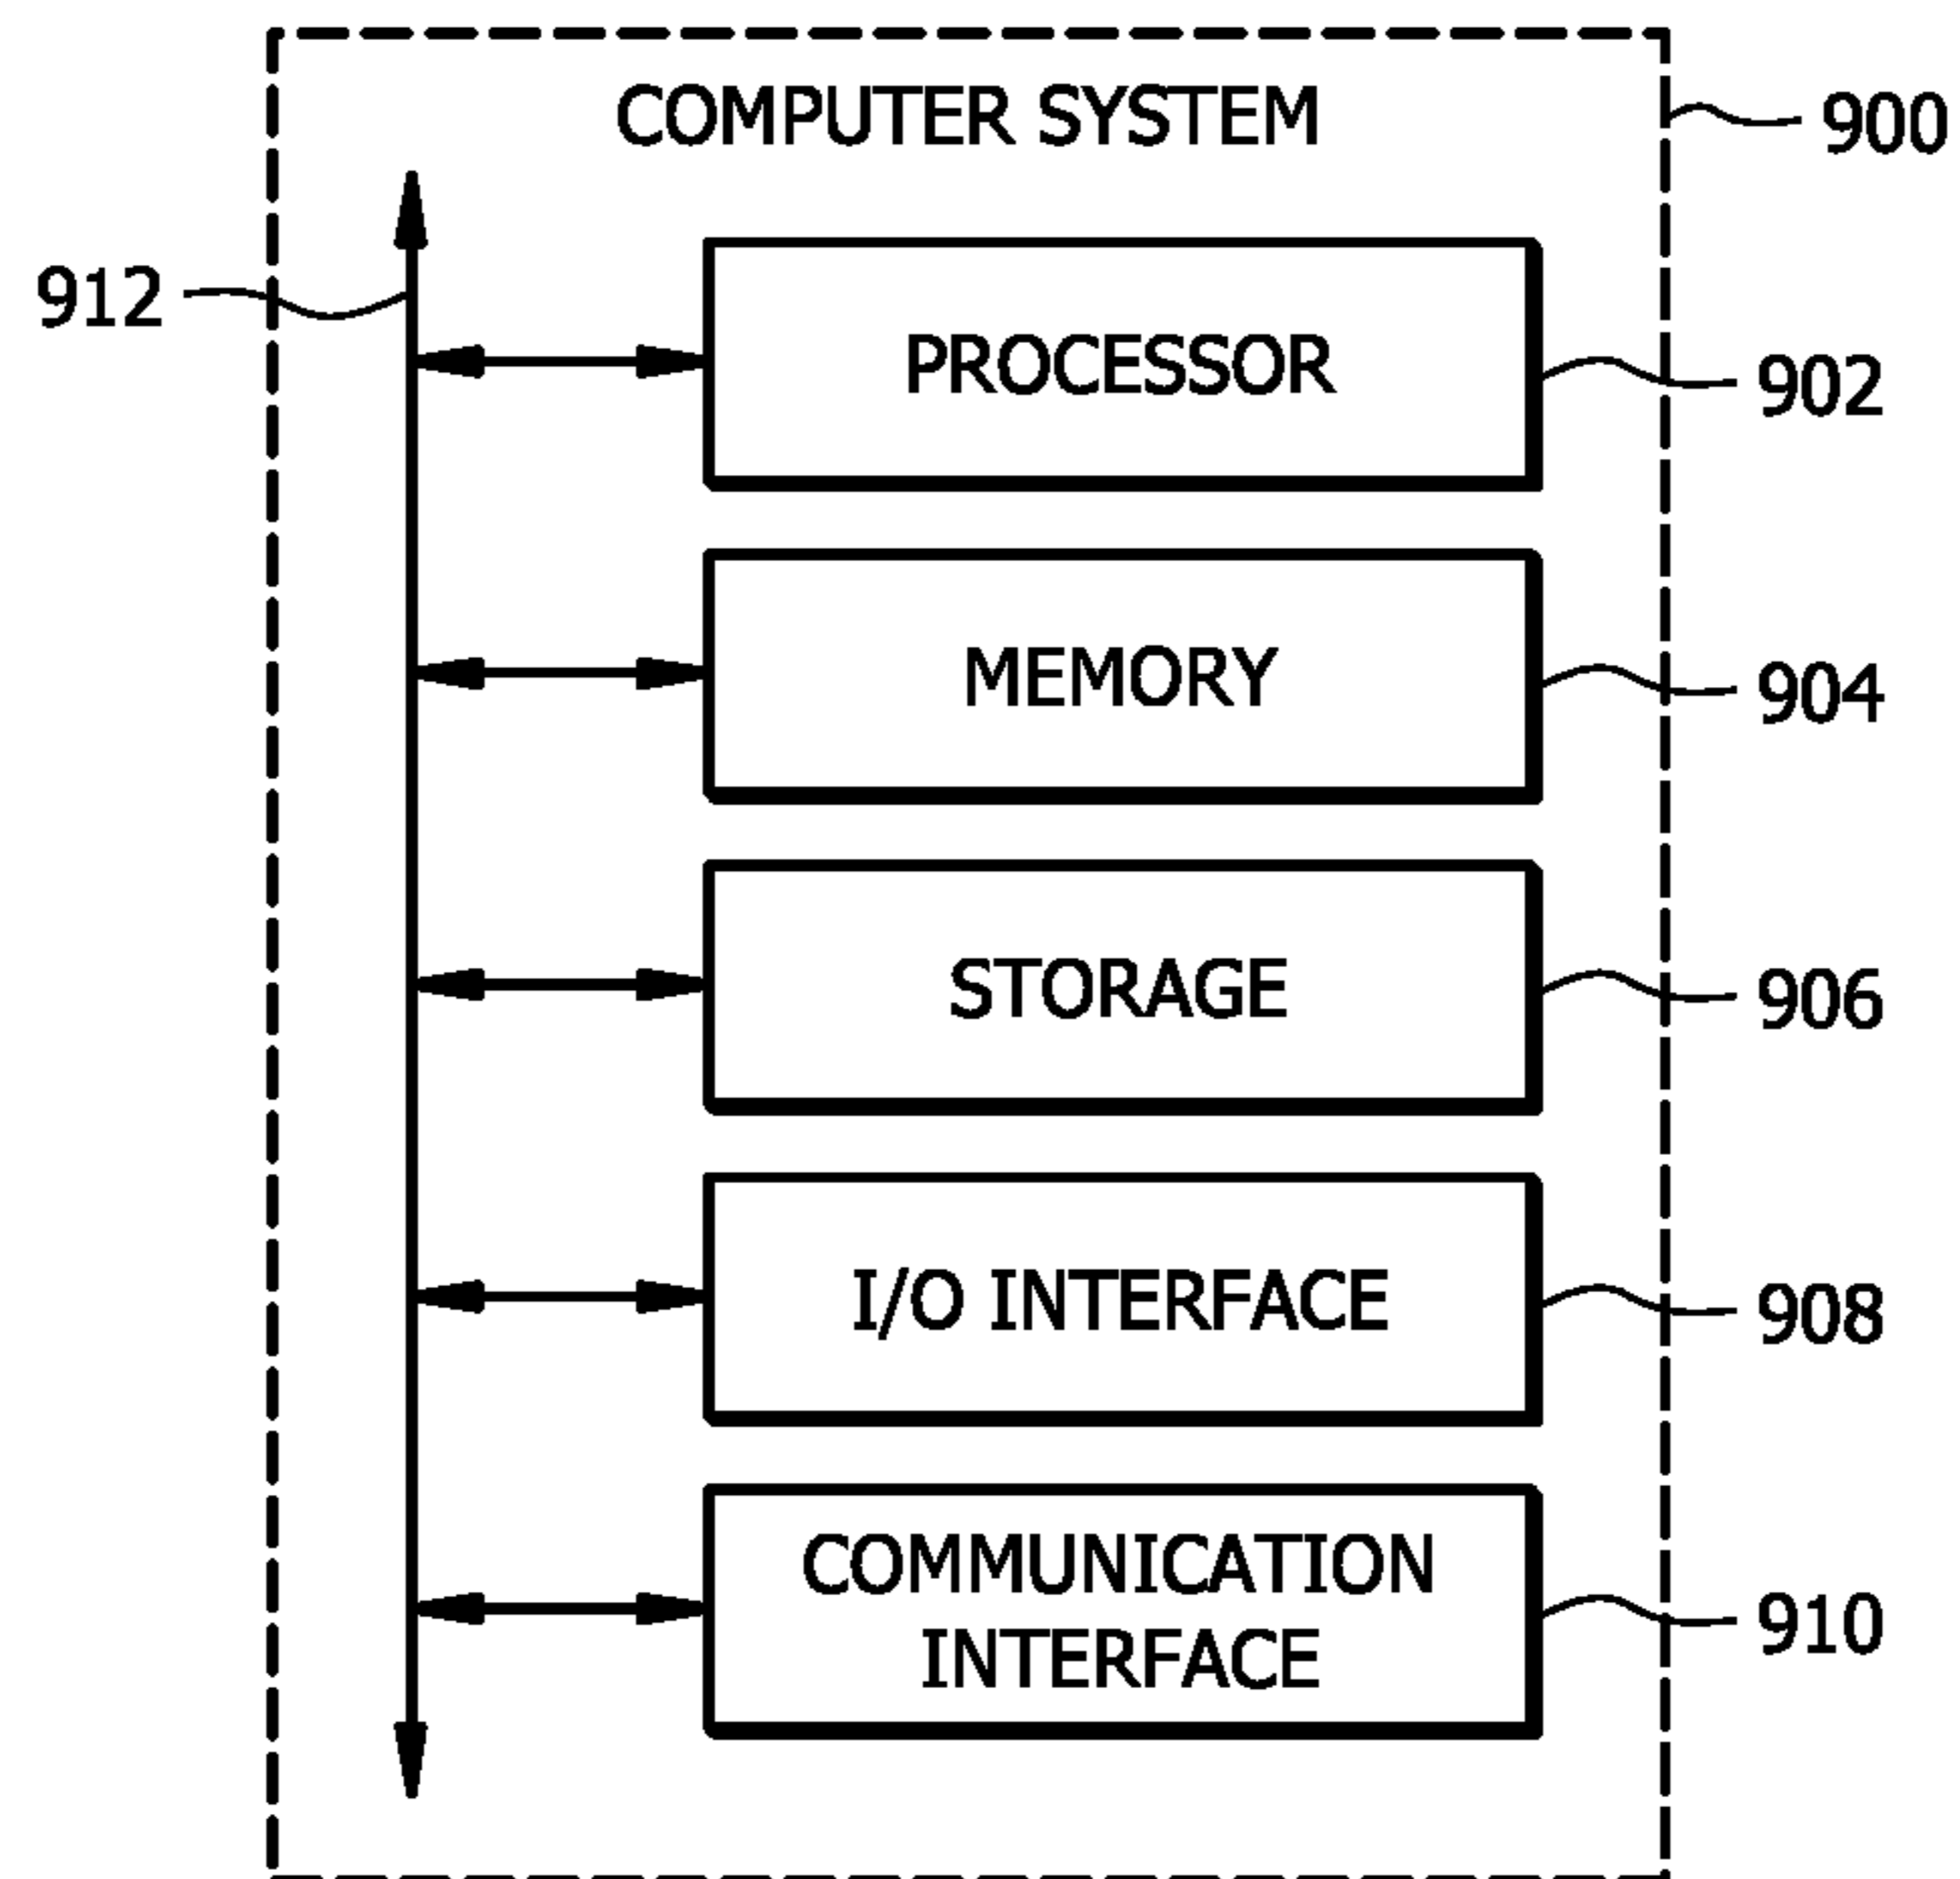 COMPUTER SYSTEM
900
912
PROCESSOR
902
MEMORY
904
STORAGE
906
I/O INTERFACE
908
COMMUNICATION
INTERFACE
910